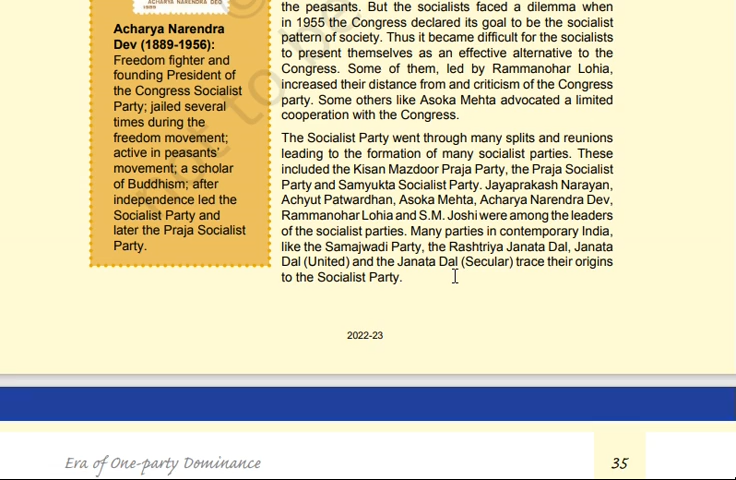 ACHARYA NARENDRA DEO
1889
Acharya Narendra
Dev (1889-1956):
Freedom fighter and
founding President of
the Congress Socialist
Party; jailed several
times during the
freedom movement;
active in peasants'
movement; a scholar
of Buddhism; after
independence led the
Socialist Party and
later the Praja Socialist
Party.
the peasants. But the socialists faced a dilemma when
in 1955 the Congress declared its goal to be the socialist
pattern of society. Thus it became difficult for the socialists
to present themselves as an effective alternative to the
Congress. Some of them, led by Rammanohar Lohia,
increased their distance from and criticism of the Congress
party. Some others like Asoka Mehta advocated a limited
cooperation with the Congress.
The Socialist Party went through many splits and reunions
leading to the formation of many socialist parties. These
included the Kisan Mazdoor Praja Party, the Praja Socialist
Party and Samyukta Socialist Party. Jayaprakash Narayan,
Achyut Patwardhan, Asoka Mehta, Acharya Narendra Dev,
Rammanohar Lohia and S.M. Joshi were among the leaders
of the socialist parties. Many parties in contemporary India,
like the Samajwadi Party, the Rashtriya Janata Dal, Janata
Dal (United) and the Janata Dal (Secular) trace their origins
to the Socialist Party.
2022-23
Era of One-party Dominance
35
not to be